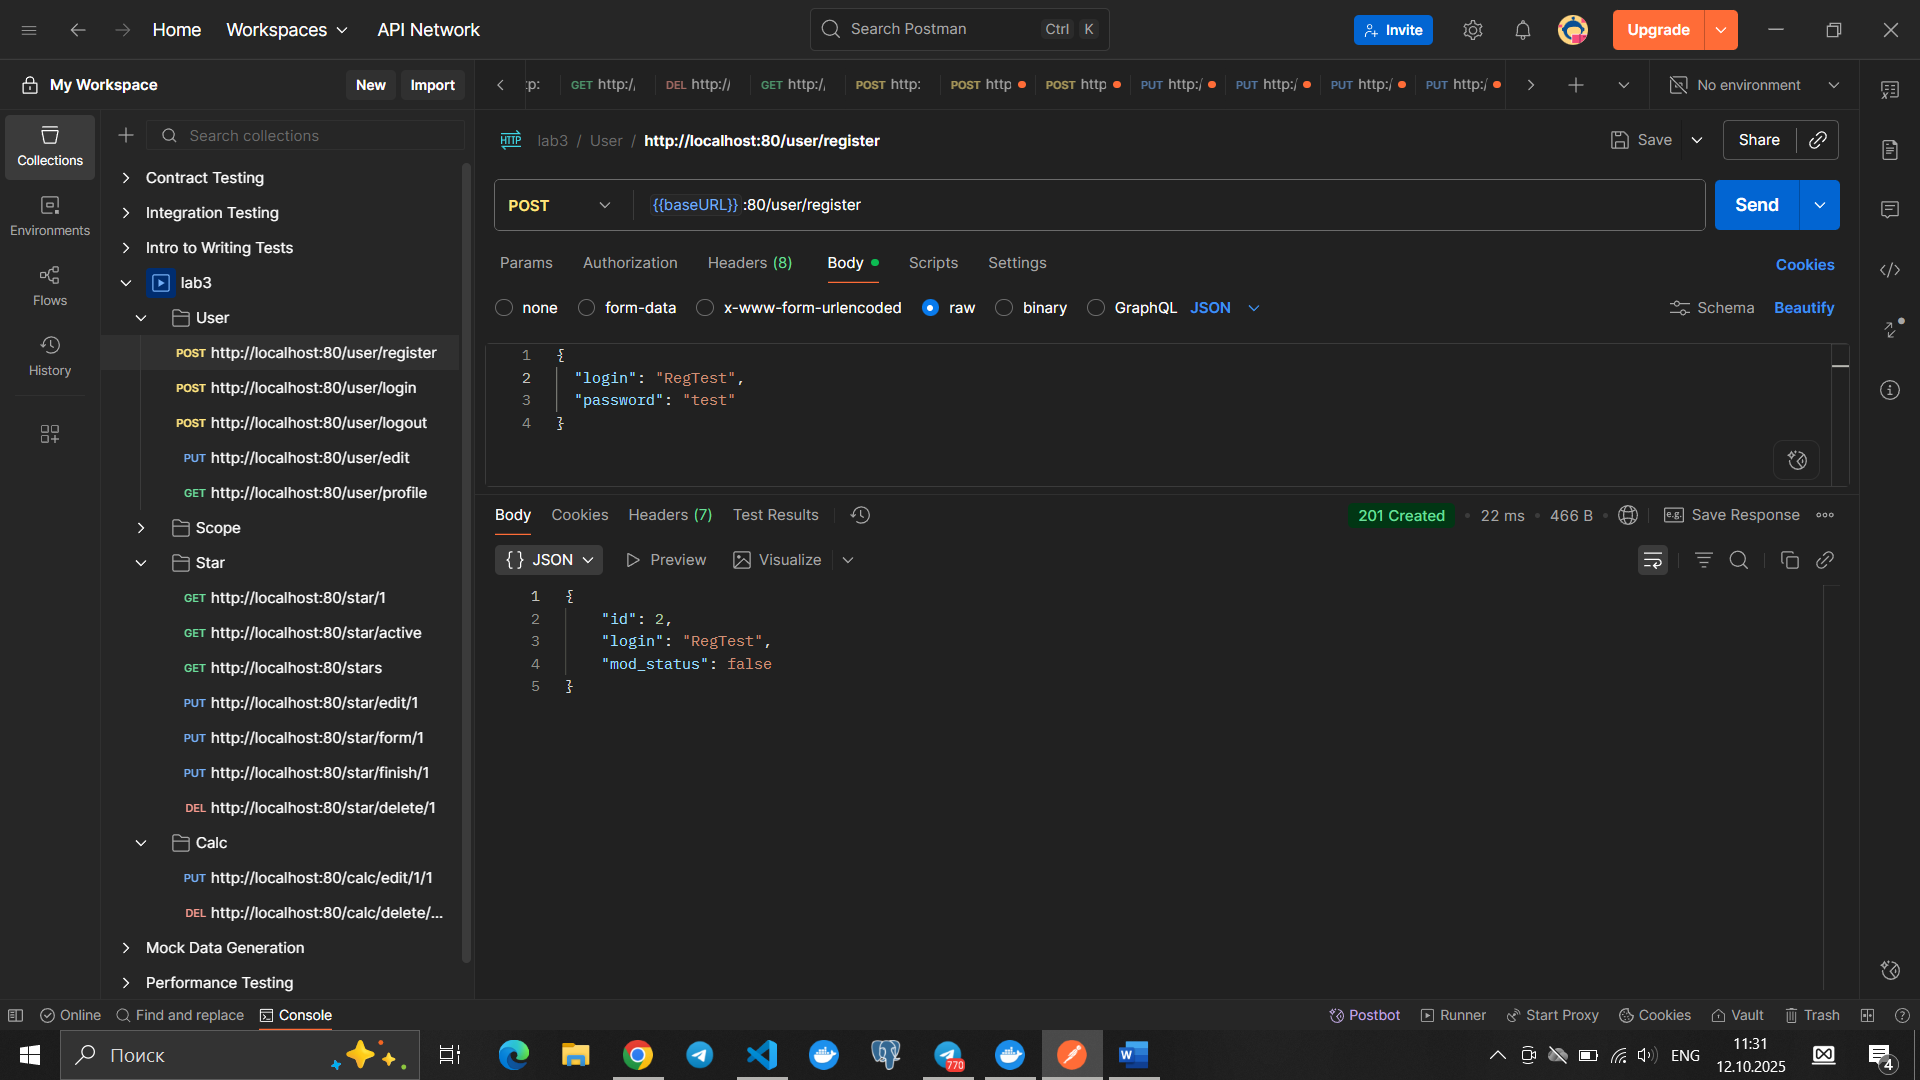 Home
Workspaces
API Network
Search Postman
Ctrl K
Invite
Upgrade
My Workspace
New
Import
GET http:/
DEL http:/
GET http:/
POST http:
POST http
POST http
PUT http:/
PUT http:/
PUT http:/
PUT http:/
No environment
Collections
Environments
Flows
History
Search collections
Contract Testing
Integration Testing
Intro to Writing Tests
lab3
User
POST http://localhost:80/user/register
POST http://localhost:80/user/login
POST http://localhost:80/user/logout
PUT http://localhost:80/user/edit
GET http://localhost:80/user/profile
Scope
Star
GET http://localhost:80/star/1
GET http://localhost:80/star/active
GET http://localhost:80/stars
PUT http://localhost:80/star/edit/1
PUT http://localhost:80/star/form/1
PUT http://localhost:80/star/finish/1
DEL http://localhost:80/star/delete/1
Calc
PUT http://localhost:80/calc/edit/1/1
DEL http://localhost:80/calc/delete/...
Mock Data Generation
Performance Testing
HTTP lab3 / User / http://localhost:80/user/register
Save
Share
POST
{{baseURL}} :80/user/register
Send
Params Authorization Headers (8) Body Scripts Settings
Cookies
none form-data x-www-form-urlencoded raw binary GraphQL JSON
Schema Beautify
1 {
2 "login": "RegTest",
3 "password": "test"
4 }
Body Cookies Headers (7) Test Results
201 Created 22 ms 466 B
e.g. Save Response
{} JSON Preview Visualize
1 {
2 "id": 2,
3 "login": "RegTest",
4 "mod_status": false
5 }
Online
Find and replace
Console
Postbot
Runner
Start Proxy
Cookies
Vault
Trash
Поиск
770
ENG
11:31
12.10.2025
4